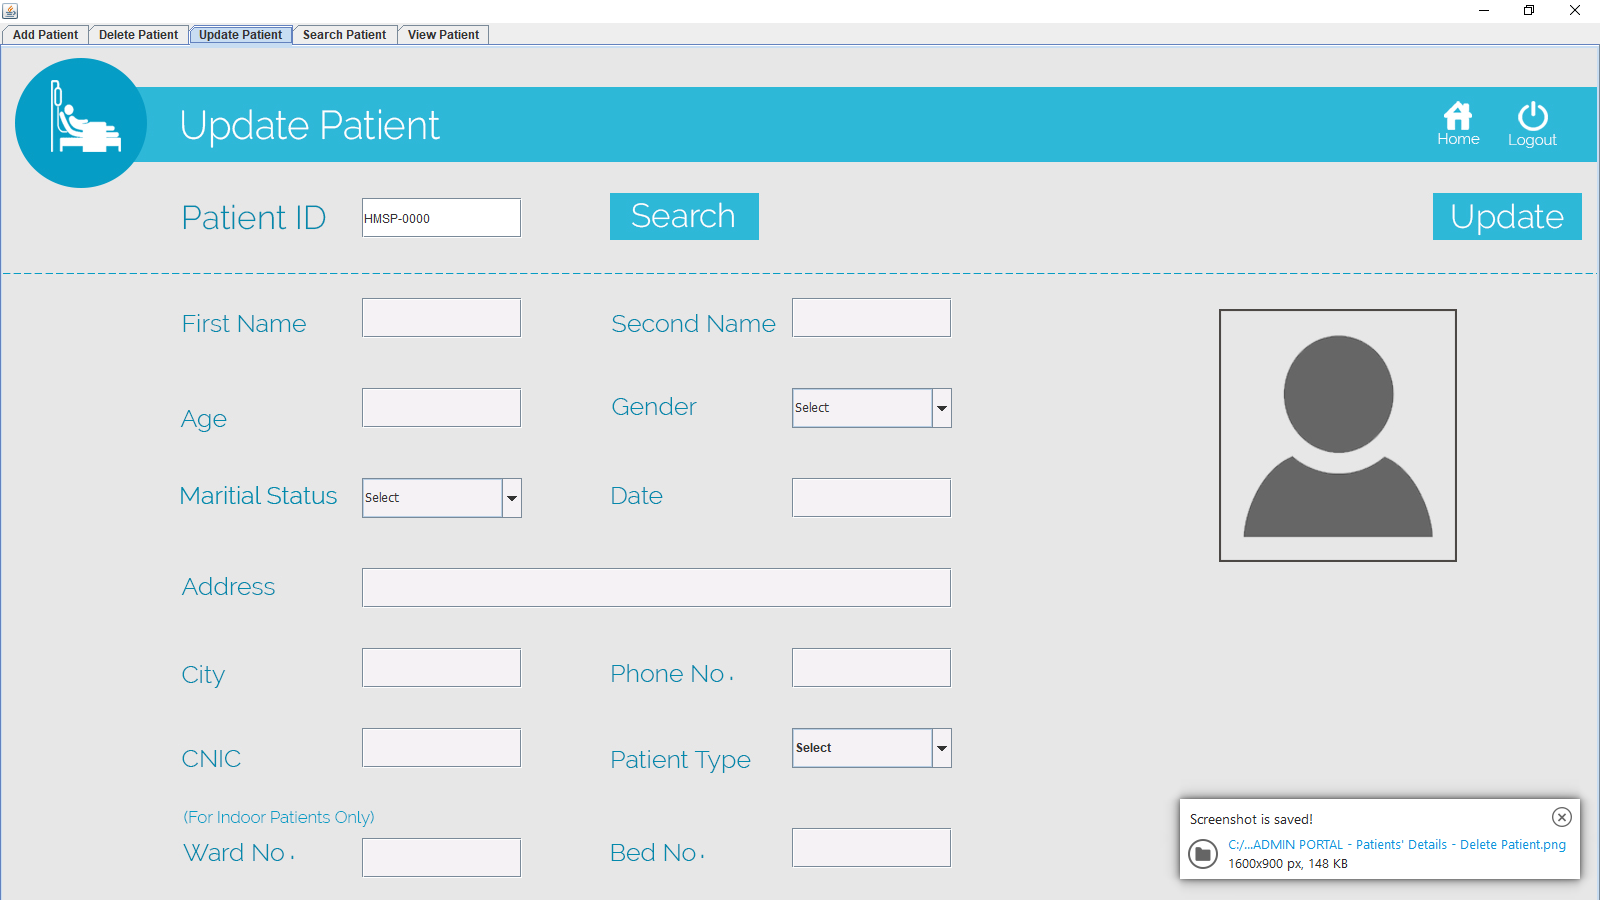 Add Patient Delete Patient Update Patient Search Patient View Patient
Update Patient
Home Logout
Patient ID HMSP-0000 Search Update
First Name Second Name
Age Gender Select
Maritial Status Select Date
Address
City Phone No.
CNIC Patient Type Select
(For Indoor Patients Only)
Ward No. Bed No.
Screenshot is saved!
C:/...ADMIN PORTAL - Patients' Details - Delete Patient.png
1600x900 px, 148 KB